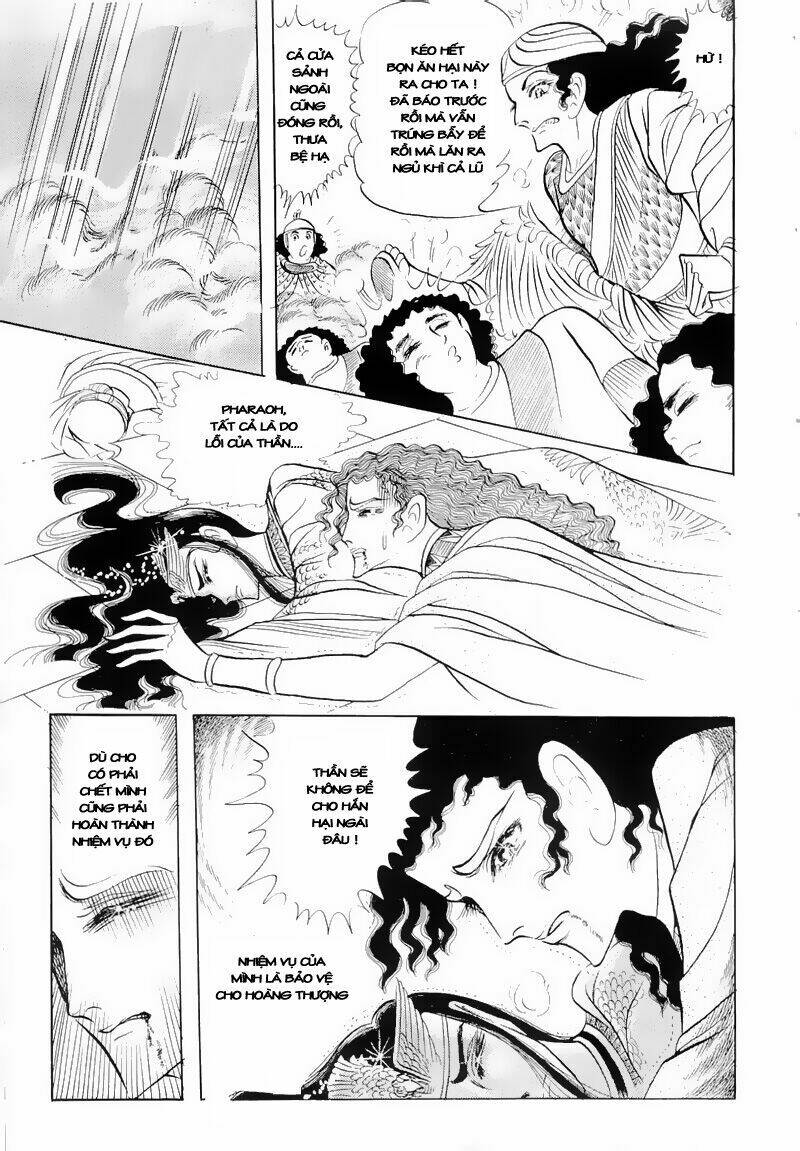 HỪ !
KÉO HẾT
BỌN ĂN HẠI NÀY
RA CHO TA !
ĐÃ BÁO TRƯỚC
RỒI MÀ VẪN
TRÚNG BẪY ĐỂ
RỒI MÀ LĂN RA
NGỦ KHÌ CẢ LŨ
CẢ CỬA
SẢNH
NGOÀI
CŨNG
ĐÓNG RỒI,
THƯA
BỆ HẠ
PHARAOH,
TẤT CẢ LÀ DO
LỖI CỦA THẦN....
THẦN SẼ
KHÔNG ĐỂ
CHO HẮN
HẠI NGÀI
ĐÂU !
NHIỆM VỤ CỦA
MÌNH LÀ BẢO VỆ
CHO HOÀNG THƯỢNG
DÙ CHO
CÓ PHẢI
CHẾT MÌNH
CŨNG PHẢI
HOÀN THÀNH
NHIỆM VỤ ĐÓ